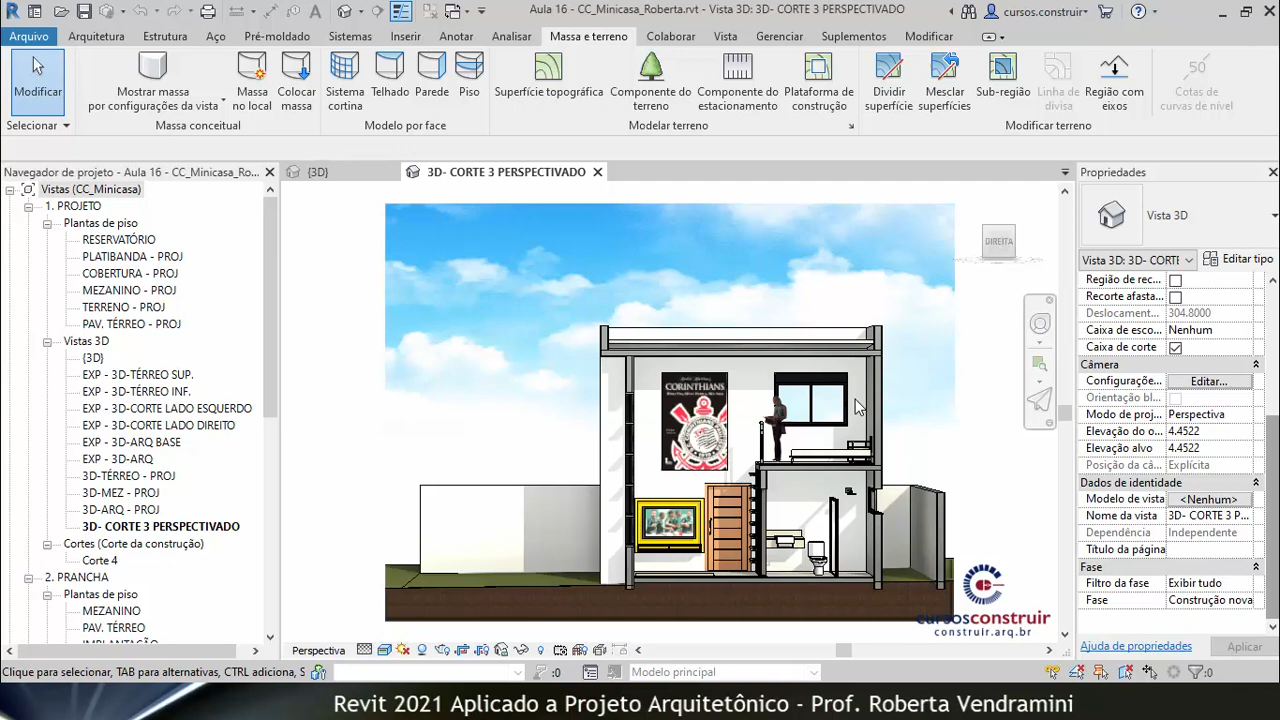 Aula 16 - CC_Minicasa_Roberta.rvt - Vista 3D: 3D- CORTE 3 PERSPECTIVADO
cursos.construir
Arquivo Arquitetura Estrutura Aço Pré-moldado Sistemas Inserir Anotar Analisar Massa e terreno Colaborar Vista Gerenciar Suplementos Modificar
Modificar
Mostrar massa
por configurações da vista
Massa
no local
Colocar
massa
Sistema
cortina
Telhado
Parede
Piso
Superfície topográfica
Componente do
terreno
Componente do
estacionamento
Plataforma de
construção
Dividir
superfície
Mesclar
superfícies
Sub-região
Linha de
divisa
Região com
eixos
50
Cotas de
curvas de nível
Selecionar
Massa conceitual
Modelo por face
Modelar terreno
Modificar terreno
Navegador de projeto - Aula 16 - CC_Minicasa_Ro...
Vistas (CC_Minicasa)
1. PROJETO
Plantas de piso
RESERVATÓRIO
PLATIBANDA - PROJ
COBERTURA - PROJ
MEZANINO - PROJ
TERRENO - PROJ
PAV. TÉRREO - PROJ
Vistas 3D
{3D}
EXP - 3D-TÉRREO SUP.
EXP - 3D-TÉRREO INF.
EXP - 3D-CORTE LADO ESQUERDO
EXP - 3D-CORTE LADO DIREITO
EXP - 3D-ARQ BASE
EXP - 3D-ARQ
3D-TÉRREO - PROJ
3D-MEZ - PROJ
3D-ARQ - PROJ
3D- CORTE 3 PERSPECTIVADO
Cortes (Corte da construção)
Corte 4
2. PRANCHA
Plantas de piso
MEZANINO
PAV. TÉRREO
IMPLANTAÇÃO
{3D}
3D- CORTE 3 PERSPECTIVADO
DIREITA
CORINTHIANS
cursosconstruir
construir.arq.br
Perspectiva
Propriedades
Vista 3D
Vista 3D: 3D- CORTE
Editar tipo
Região de rec...
Recorte afasta...
Deslocament... 304.8000
Caixa de esco... Nenhum
Caixa de corte
Câmera
Configuraçõe... Editar...
Orientação bl...
Modo de proj... Perspectiva
Elevação do o... 4.4522
Elevação alvo 4.4522
Posição da câ... Explícita
Dados de identidade
Modelo de vista <Nenhum>
Nome da vista 3D- CORTE 3 P...
Dependência Independente
Título da página
Fase
Filtro da fase Exibir tudo
Fase Construção nova
Ajuda de propriedades
Aplicar
Clique para selecionar, TAB para alternativas, CTRL adiciona, S
:0
Modelo principal
:0
Revit 2021 Aplicado a Projeto Arquitetônico - Prof. Roberta Vendramini